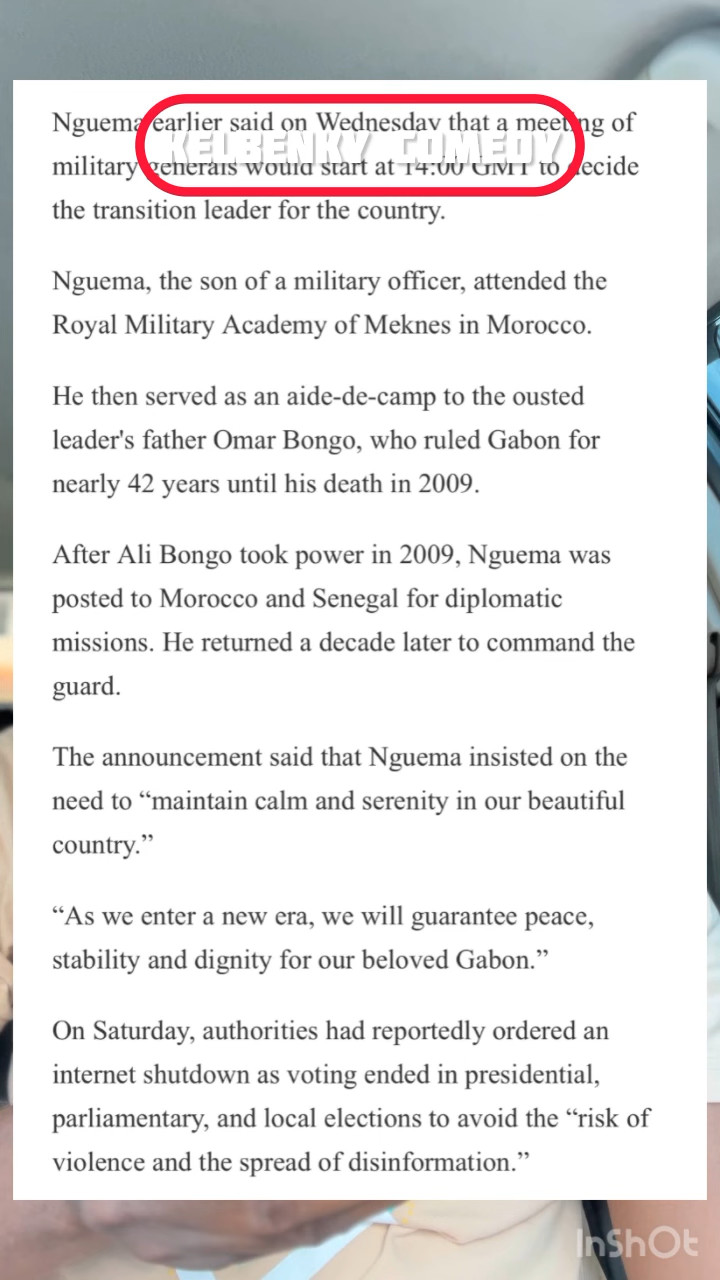 Nguema earlier said on Wednesday that a meeting of
KELBENKY COMEDY
military generals would start at 14:00 GMT to decide
the transition leader for the country.
Nguema, the son of a military officer, attended the
Royal Military Academy of Meknes in Morocco.
He then served as an aide-de-camp to the ousted
leader's father Omar Bongo, who ruled Gabon for
nearly 42 years until his death in 2009.
After Ali Bongo took power in 2009, Nguema was
posted to Morocco and Senegal for diplomatic
missions. He returned a decade later to command the
guard.
The announcement said that Nguema insisted on the
need to “maintain calm and serenity in our beautiful
country.”
“As we enter a new era, we will guarantee peace,
stability and dignity for our beloved Gabon.”
On Saturday, authorities had reportedly ordered an
internet shutdown as voting ended in presidential,
parliamentary, and local elections to avoid the “risk of
violence and the spread of disinformation.”
InShOt